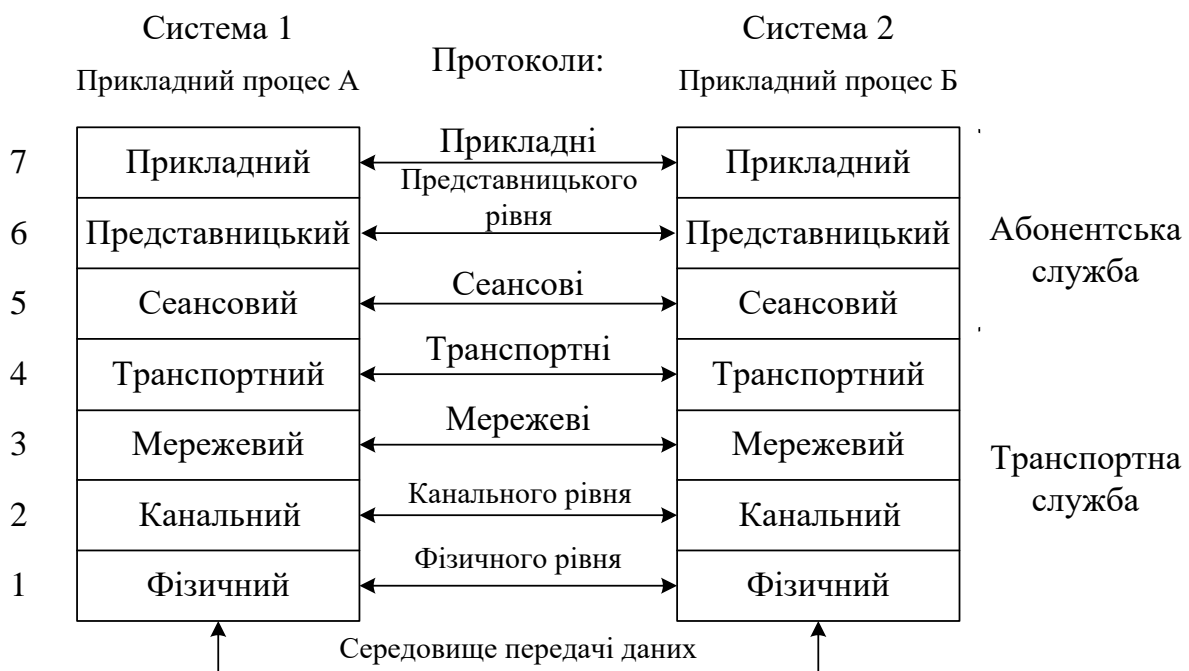 Система 1
Система 2
Протоколи:
Прикладний процес А
Прикладний процес Б
7
Прикладний
Прикладні
Прикладний
Представницького
рівня
6
Представницький
Представницький
Абонентська
служба
5
Сеансовий
Сеансові
Сеансовий
4
Транспортний
Транспортні
Транспортний
3
Мережевий
Мережеві
Мережевий
Транспортна
служба
2
Канальний
Канального рівня
Канальний
1
Фізичний
Фізичного рівня
Фізичний
Середовище передачі даних